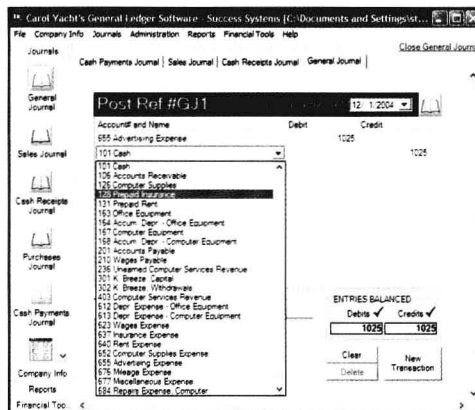 Carol Yacht's General Ledger Software - Success Systems [C:\Documents and Settings\st...
File Company Info Journals Administration Reports Financial Tools Help
Journals
Close General Journ
Cash Payments Journal Sales Journal Cash Receipts Journal General Journal
General Journal
Sales Journal
Cash Receipts Journal
Purchases Journal
Cash Payments Journal
Company Info
Reports
Financial Too
Post Ref #GJ1
12/ 1/2004
Account# and Name Debit Credit
655 Advertising Expense 1025
101 Cash 1025
101 Cash
106 Accounts Receivable
126 Computer Supplies
128 Prepaid Insurance
131 Prepaid Rent
163 Office Equipment
164 Accum. Depr. - Office Equipment
167 Computer Equipment
168 Accum. Depr. - Computer Equipment
201 Accounts Payable
210 Wages Payable
236 Unearned Computer Services Revenue
301 K. Breeze, Capital
302 K. Breeze, Withdrawals
403 Computer Services Revenue
612 Depr. Expense - Office Equipment
613 Depr. Expense - Computer Equipment
623 Wages Expense
637 Insurance Expense
640 Rent Expense
652 Computer Supplies Expense
655 Advertising Expense
676 Mileage Expense
677 Miscellaneous Expense
684 Repairs Expense, Computer
ENTRIES BALANCED
Debits ✓ Credits ✓
1025 1025
Clear
Delete
New Transaction